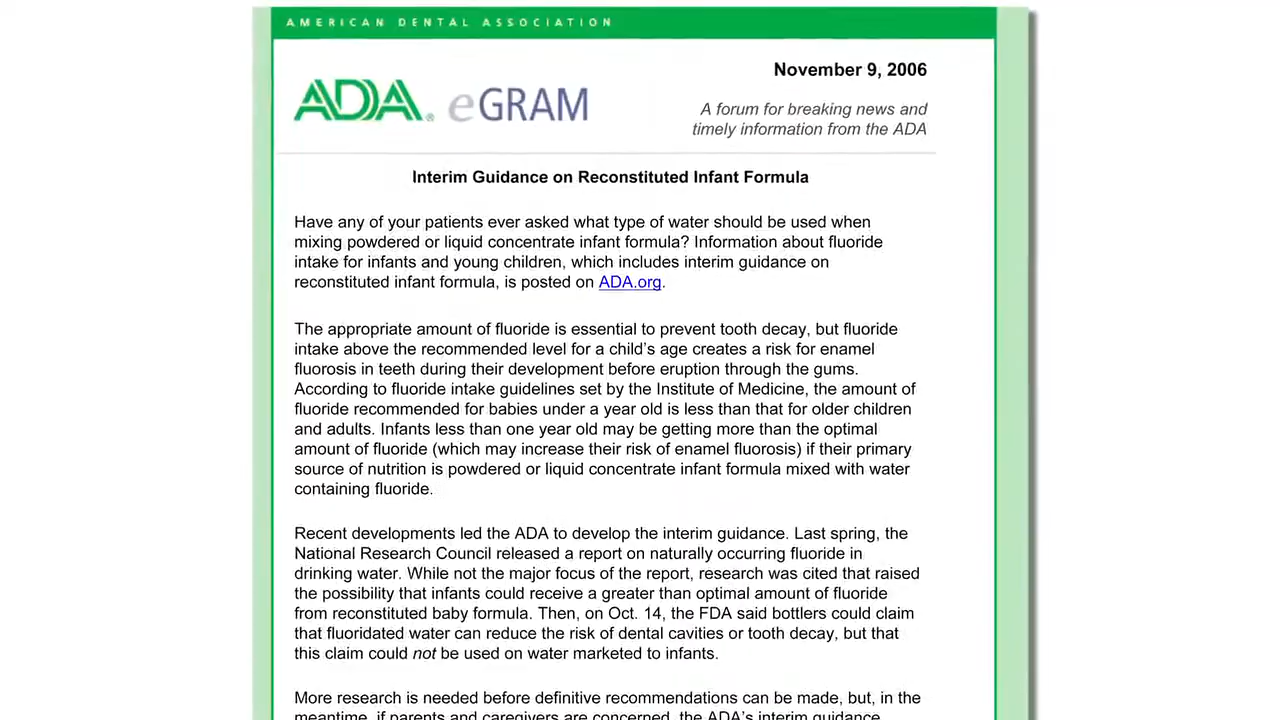 AMERICAN DENTAL ASSOCIATION
November 9, 2006
ADA® eGRAM
A forum for breaking news and
timely information from the ADA
Interim Guidance on Reconstituted Infant Formula
Have any of your patients ever asked what type of water should be used when
mixing powdered or liquid concentrate infant formula? Information about fluoride
intake for infants and young children, which includes interim guidance on
reconstituted infant formula, is posted on ADA.org.
The appropriate amount of fluoride is essential to prevent tooth decay, but fluoride
intake above the recommended level for a child's age creates a risk for enamel
fluorosis in teeth during their development before eruption through the gums.
According to fluoride intake guidelines set by the Institute of Medicine, the amount of
fluoride recommended for babies under a year old is less than that for older children
and adults. Infants less than one year old may be getting more than the optimal
amount of fluoride (which may increase their risk of enamel fluorosis) if their primary
source of nutrition is powdered or liquid concentrate infant formula mixed with water
containing fluoride.
Recent developments led the ADA to develop the interim guidance. Last spring, the
National Research Council released a report on naturally occurring fluoride in
drinking water. While not the major focus of the report, research was cited that raised
the possibility that infants could receive a greater than optimal amount of fluoride
from reconstituted baby formula. Then, on Oct. 14, the FDA said bottlers could claim
that fluoridated water can reduce the risk of dental cavities or tooth decay, but that
this claim could not be used on water marketed to infants.
More research is needed before definitive recommendations can be made, but, in the
meantime, if parents and caregivers are concerned, the ADA's interim guidance